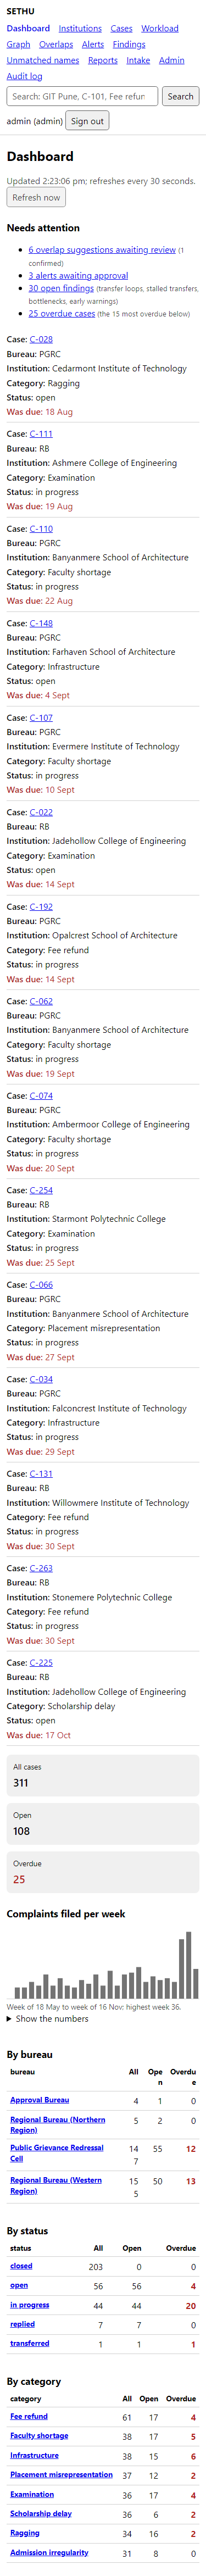 SETHU
Dashboard Institutions Cases Workload
Graph Overlaps Alerts Findings
Unmatched names Reports Intake Admin
Audit log
Search: GIT Pune, C-101, Fee refur Search
admin (admin) Sign out
Dashboard
Updated 2:23:06 pm; refreshes every 30 seconds.
Refresh now
Needs attention
6 overlap suggestions awaiting review (1
confirmed)
3 alerts awaiting approval
30 open findings (transfer loops, stalled transfers,
bottlenecks, early warnings)
25 overdue cases (the 15 most overdue below)
Case: C-028
Bureau: PGRC
Institution: Cedarmont Institute of Technology
Category: Ragging
Status: open
Was due: 18 Aug
Case: C-111
Bureau: RB
Institution: Ashmere College of Engineering
Category: Examination
Status: in progress
Was due: 19 Aug
Case: C-110
Bureau: PGRC
Institution: Banyanmere School of Architecture
Category: Faculty shortage
Status: in progress
Was due: 22 Aug
Case: C-148
Bureau: PGRC
Institution: Farhaven School of Architecture
Category: Infrastructure
Status: open
Was due: 4 Sept
Case: C-107
Bureau: PGRC
Institution: Evermere Institute of Technology
Category: Faculty shortage
Status: in progress
Was due: 10 Sept
Case: C-022
Bureau: RB
Institution: Jadehollow College of Engineering
Category: Examination
Status: open
Was due: 14 Sept
Case: C-192
Bureau: PGRC
Institution: Opalcrest School of Architecture
Category: Fee refund
Status: in progress
Was due: 14 Sept
Case: C-062
Bureau: PGRC
Institution: Banyanmere School of Architecture
Category: Faculty shortage
Status: in progress
Was due: 19 Sept
Case: C-074
Bureau: PGRC
Institution: Ambermoor College of Engineering
Category: Faculty shortage
Status: in progress
Was due: 20 Sept
Case: C-254
Bureau: RB
Institution: Starmont Polytechnic College
Category: Examination
Status: in progress
Was due: 25 Sept
Case: C-066
Bureau: PGRC
Institution: Banyanmere School of Architecture
Category: Placement misrepresentation
Status: in progress
Was due: 27 Sept
Case: C-034
Bureau: PGRC
Institution: Falconcrest Institute of Technology
Category: Infrastructure
Status: in progress
Was due: 29 Sept
Case: C-131
Bureau: RB
Institution: Willowmere Institute of Technology
Category: Fee refund
Status: in progress
Was due: 30 Sept
Case: C-263
Bureau: RB
Institution: Stonemere Polytechnic College
Category: Fee refund
Status: in progress
Was due: 30 Sept
Case: C-225
Bureau: RB
Institution: Jadehollow College of Engineering
Category: Scholarship delay
Status: open
Was due: 17 Oct
All cases
311
Open
108
Overdue
25
Complaints filed per week
Week of 18 May to week of 16 Nov: highest week 36.
Show the numbers
By bureau
bureau All Ope Overdu
n e
Approval Bureau 4 1 0
Regional Bureau (Northern 5 2 0
Region)
Public Grievance Redressal 14 55 12
Cell 7
Regional Bureau (Western 15 50 13
Region) 5
By status
status All Open Overdue
closed 203 0 0
open 56 56 4
in progress 44 44 20
replied 7 7 0
transferred 1 1 1
By category
category All Open Overdue
Fee refund 61 17 4
Faculty shortage 38 17 5
Infrastructure 38 15 6
Placement misrepresentation 37 12 2
Examination 36 17 4
Scholarship delay 36 6 2
Ragging 34 16 2
Admission irregularity 31 8 0